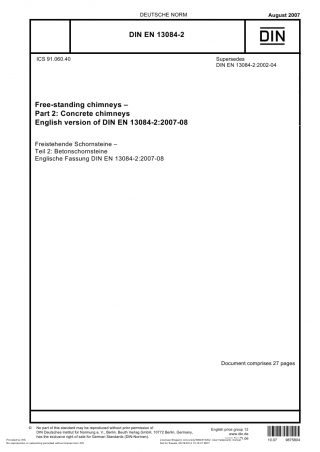 DEUTSCHE NORM
August 2007
DIN EN 13084-2
DIN
ICS 91.060.40
Supersedes
DIN EN 13084-2:2002-04
Free-standing chimneys –
Part 2: Concrete chimneys
English version of DIN EN 13084-2:2007-08
Freistehende Schornsteine –
Teil 2: Betonschornsteine
Englische Fassung DIN EN 13084-2:2007-08
Document comprises 27 pages
© No part of this standard may be reproduced without prior permission of
DIN Deutsches Institut für Normung e. V., Berlin. Beuth Verlag GmbH, 10772 Berlin, Germany,
has the exclusive right of sale for German Standards (DIN-Normen).
English price group 12
www.din.de
10.07